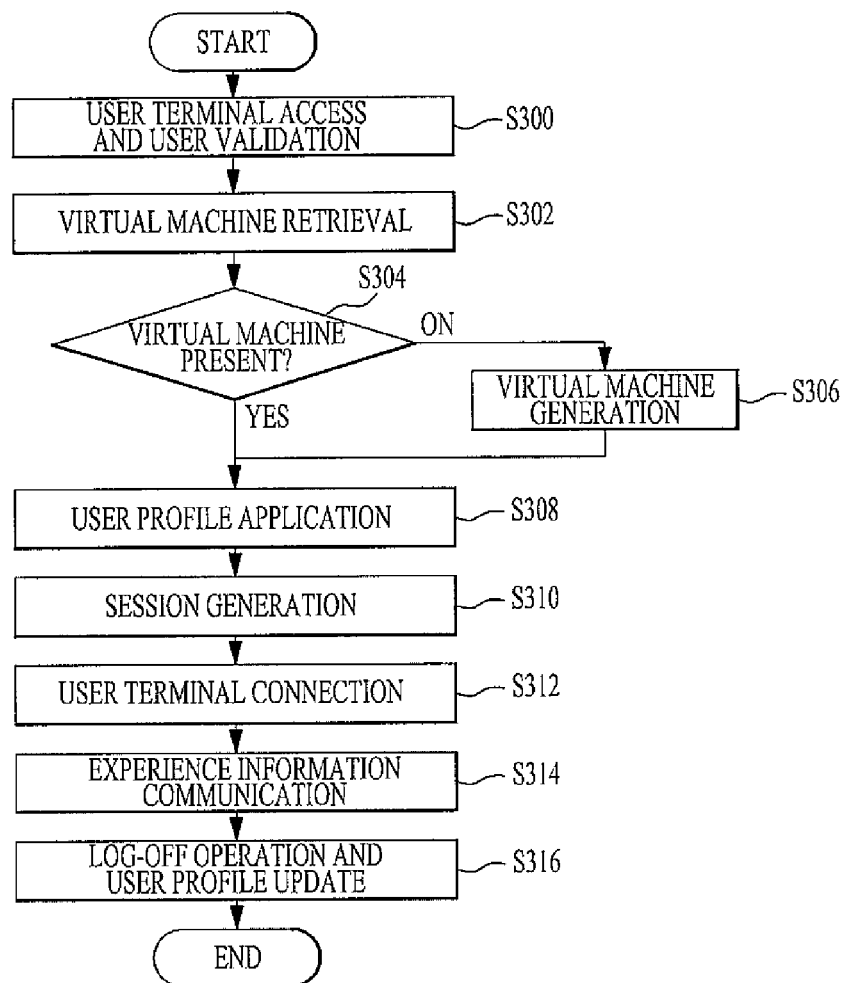 START
USER TERMINAL ACCESS
AND USER VALIDATION
S300
VIRTUAL MACHINE RETRIEVAL
S302
S304
VIRTUAL MACHINE
PRESENT?
ON
YES
VIRTUAL MACHINE
GENERATION
S306
USER PROFILE APPLICATION
S308
SESSION GENERATION
S310
USER TERMINAL CONNECTION
S312
EXPERIENCE INFORMATION
COMMUNICATION
S314
LOG-OFF OPERATION AND
USER PROFILE UPDATE
S316
END